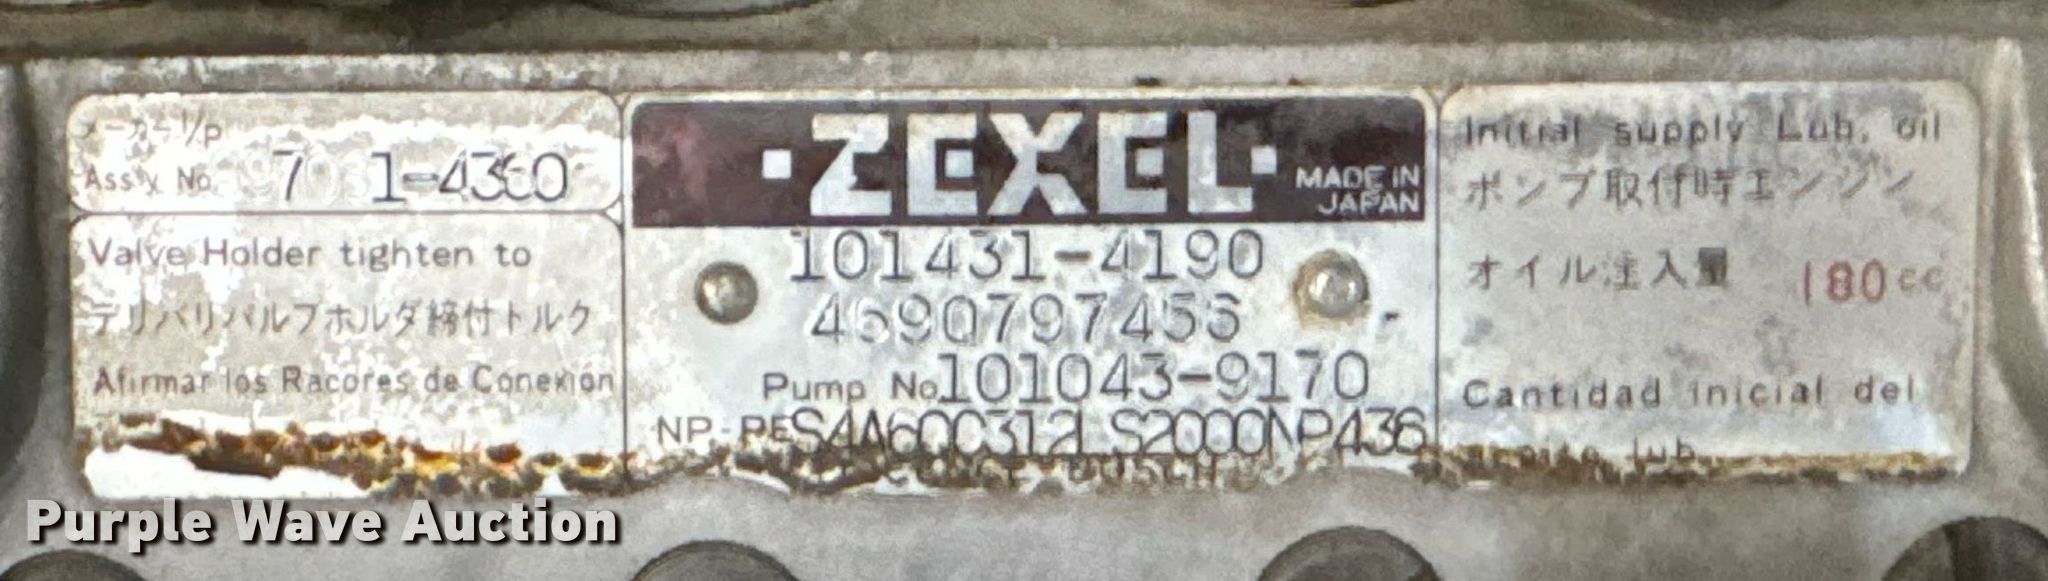 メーカーI/P
Ass'y No. 1-4360
Valve Holder tighten to
デリバリバルブホルダ締付トルク
Afirmar los Racores de Conexión
·ZEXEL·
MADE IN
JAPAN
101431-4190
4690797456
Pump No. 101043-9170
NP-PES4A60C312LS2000NP436
Initial supply Lub. oil
ポンプ取付時エンジン
オイル注入量 180cc
Cantidad inicial del
lub.
Purple Wave Auction